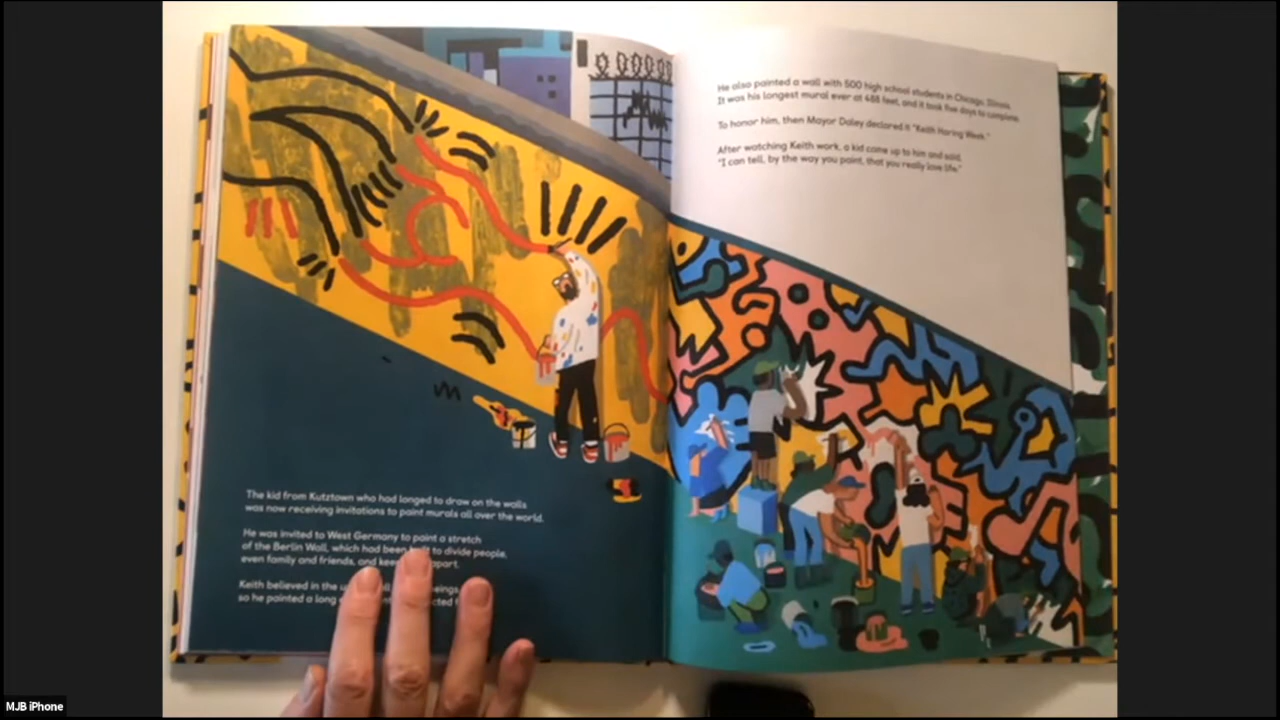 The kid from Kutztown who had longed to draw on the walls
was now receiving invitations to paint murals all over the world.
He was invited to West Germany to paint a stretch
of the Berlin Wall, which had been to divide people,
even family and friends, and apart.
Keith believed in the
so he painted a long
He also painted a wall with 500 high school students in Chicago, Illinois.
It was his longest mural ever at 488 feet, and it took five days to complete.
To honor him, then Mayor Daley declared it "Keith Haring Week."
After watching Keith work, a kid came up to him and said,
"I can tell, by the way you paint, that you really love life."
MJB iPhone